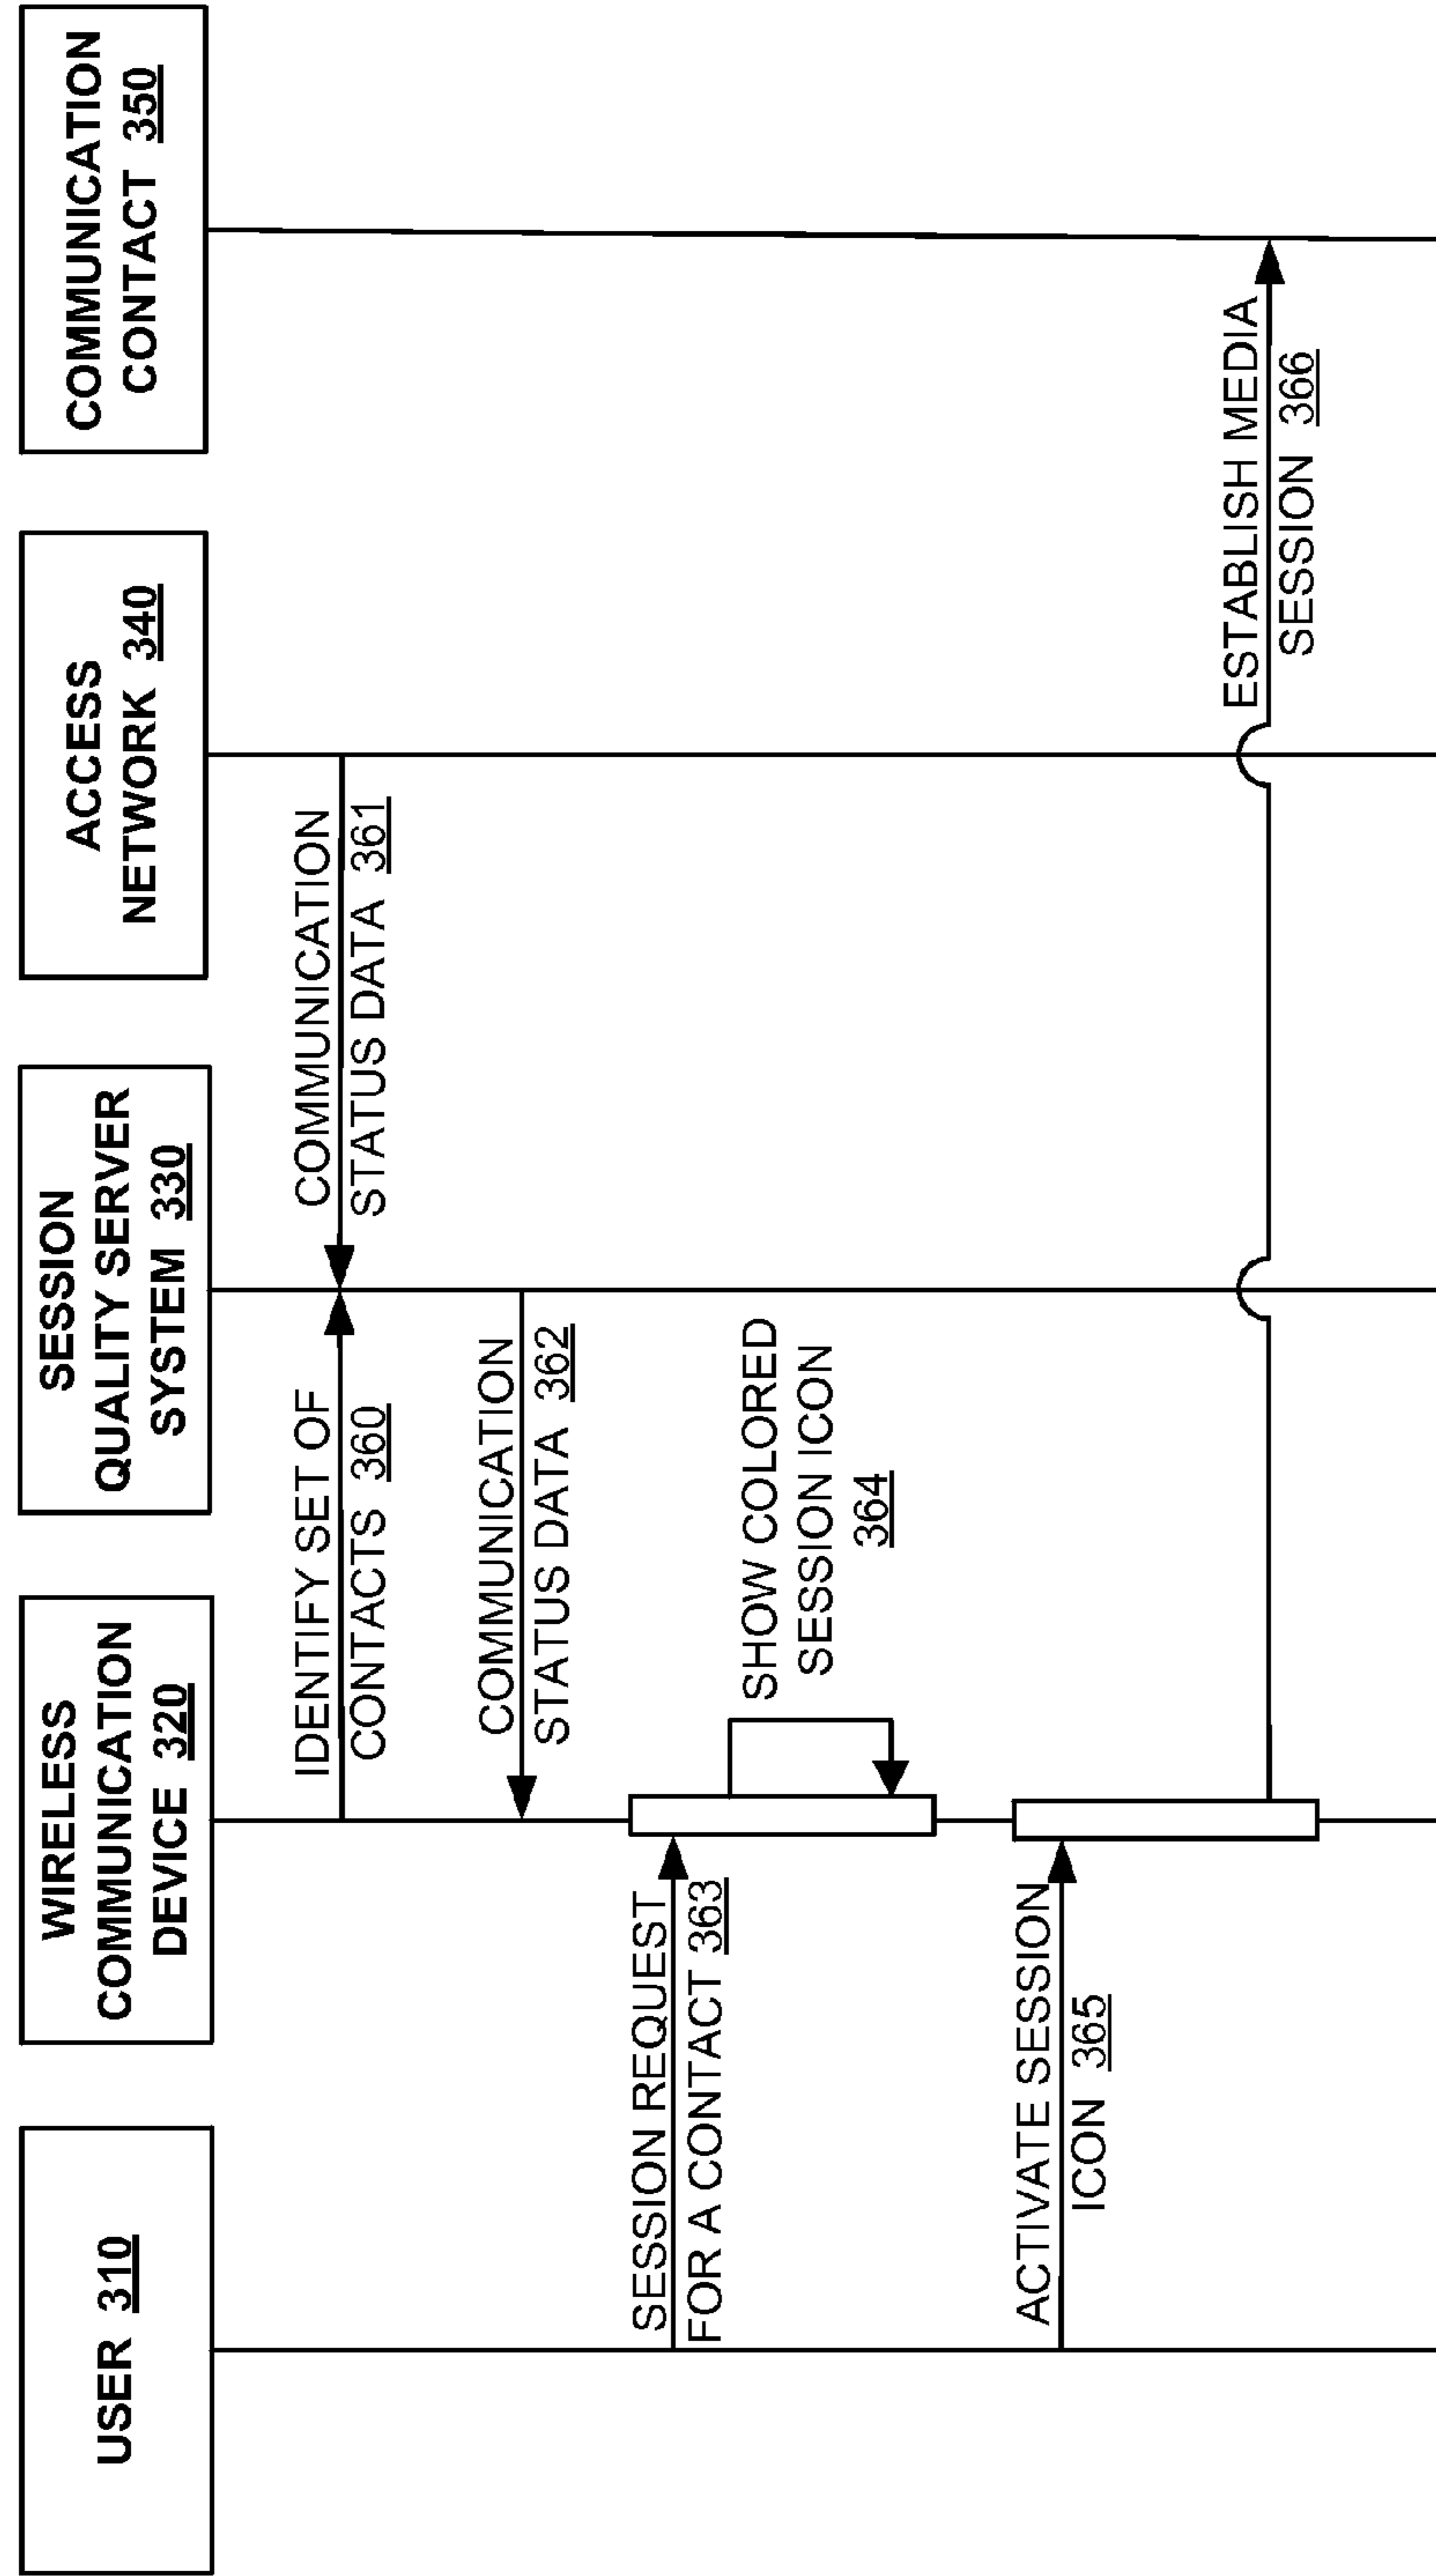 USER 310
WIRELESS
COMMUNICATION
DEVICE 320
SESSION
QUALITY SERVER
SYSTEM 330
ACCESS
NETWORK 340
COMMUNICATION
CONTACT 350
IDENTIFY SET OF
CONTACTS 360
COMMUNICATION
STATUS DATA 361
COMMUNICATION
STATUS DATA 362
SESSION REQUEST
FOR A CONTACT 363
SHOW COLORED
SESSION ICON
364
ACTIVATE SESSION
ICON 365
ESTABLISH MEDIA
SESSION 366